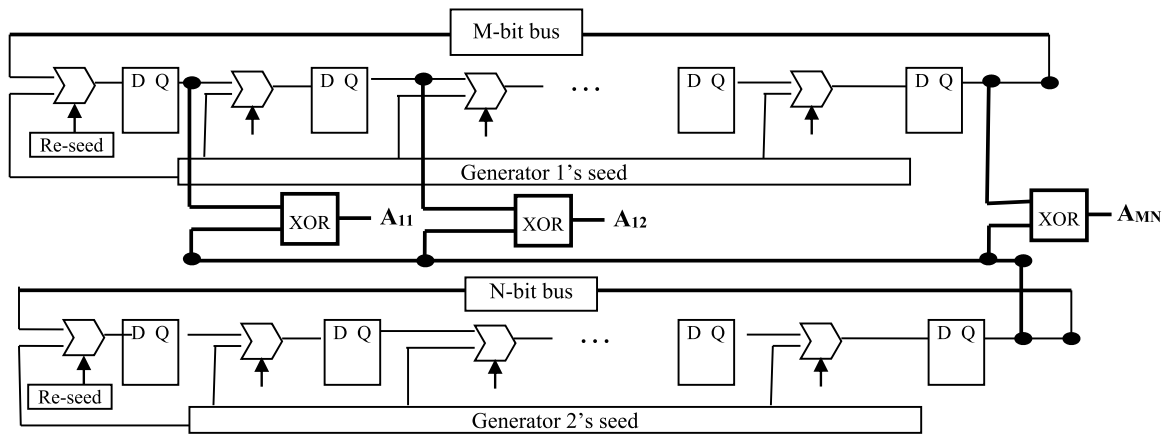 M-bit bus
D Q D Q ... D Q D Q
Re-seed
Generator 1's seed
XOR A11 XOR A12 XOR AMN
N-bit bus
D Q D Q ... D Q D Q
Re-seed
Generator 2's seed